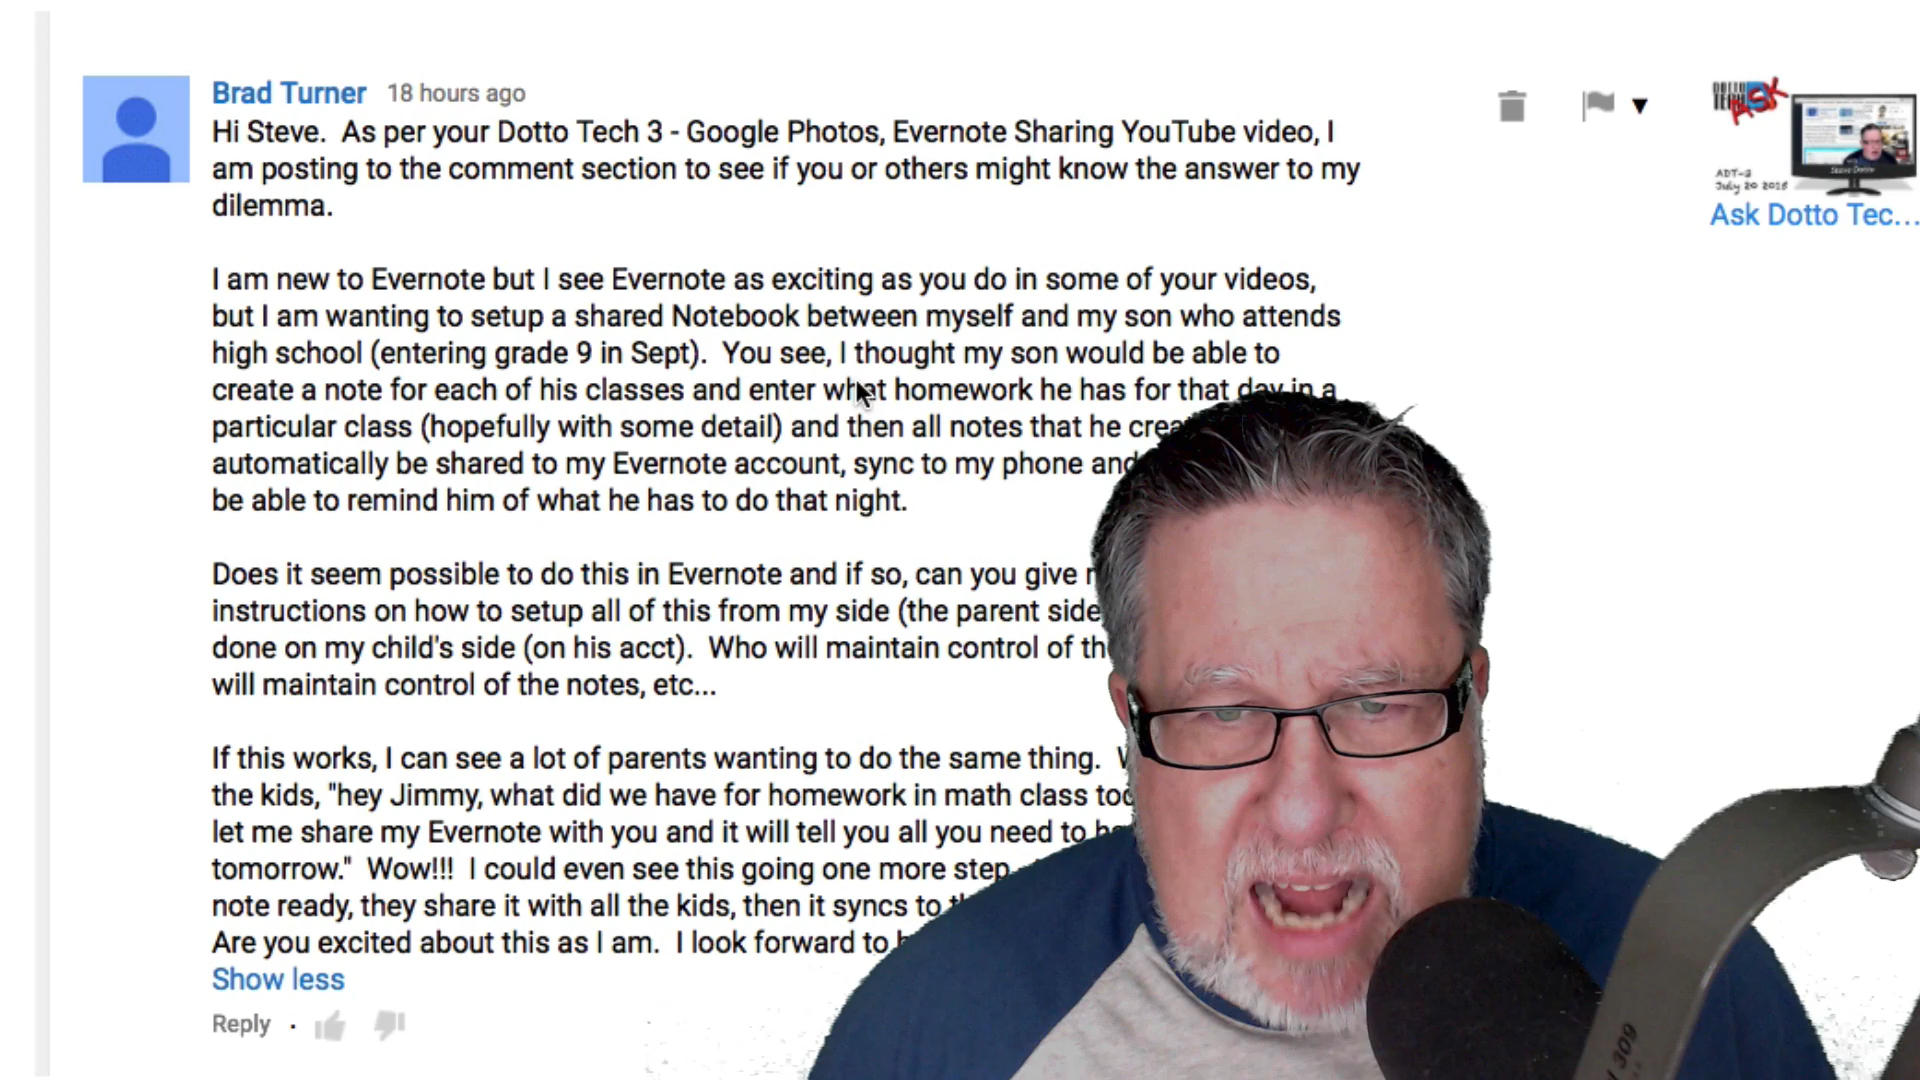 Brad Turner 18 hours ago
Hi Steve. As per your Dotto Tech 3 - Google Photos, Evernote Sharing YouTube video, I
am posting to the comment section to see if you or others might know the answer to my
dilemma.
I am new to Evernote but I see Evernote as exciting as you do in some of your videos,
but I am wanting to setup a shared Notebook between myself and my son who attends
high school (entering grade 9 in Sept). You see, I thought my son would be able to
create a note for each of his classes and enter what homework he has for that day in a
particular class (hopefully with some detail) and then all notes that he
automatically be shared to my Evernote account, sync to my phone and
be able to remind him of what he has to do that night.
Does it seem possible to do this in Evernote and if so, can you give
instructions on how to setup all of this from my side (the parent side
done on my child's side (on his acct). Who will maintain control of
will maintain control of the notes, etc...
If this works, I can see a lot of parents wanting to do the same thing.
the kids, "hey Jimmy, what did we have for homework in math class
let me share my Evernote with you and it will tell you all you need to
tomorrow." Wow!!! I could even see this going one more step
note ready, they share it with all the kids, then it syncs to
Are you excited about this as I am. I look forward to
Show less
Reply ·
DOTTO
TECH
ASK
ADT-2
Steve Dotto
Ask Dotto Tec...
309